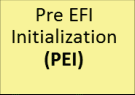 Pre EFI
Initialization
(PEI)